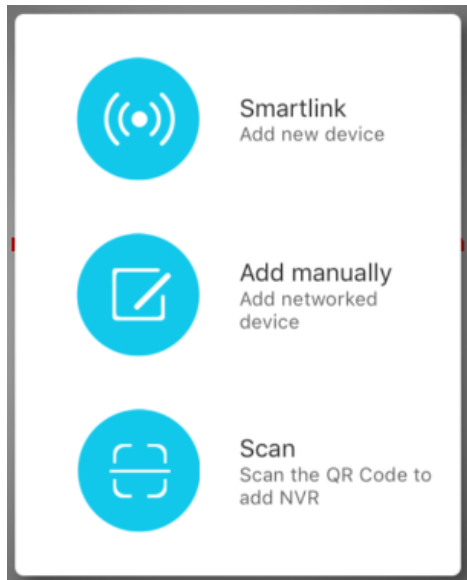 Smartlink
Add new device
Add manually
Add networked
device
Scan
Scan the QR Code to
add NVR